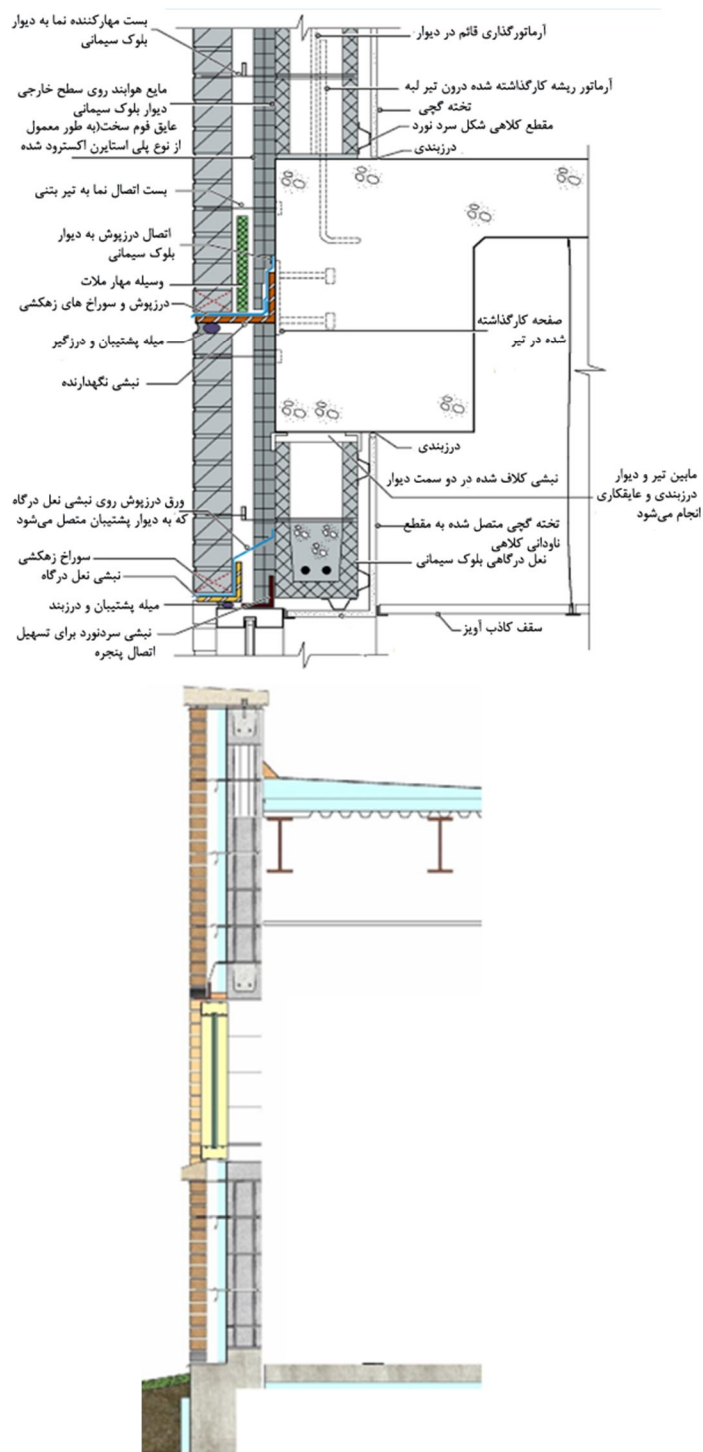 بست مهارکننده نما به دیوار
بلوک سیمانی
مایع هوابند روی سطح خارجی
دیوار بلوک سیمانی
عایق فوم سخت(به طور معمول
از نوع پلی استایرن اکسترود شده
بست اتصال نما به تیر بتنی
اتصال درزپوش به دیوار
بلوک سیمانی
وسیله مهار ملات
درزپوش و سوراخ های زهکشی
میله پشتیبان و درزگیر
نبشی نگهدارنده
ورق درزپوش روی نبشی نعل درگاه
که به دیوار پشتیبان متصل می‌شود
سوراخ زهکشی
نبشی نعل درگاه
میله پشتیبان و درزبند
نبشی سردنورد برای تسهیل
اتصال پنجره
آرماتورگذاری قائم در دیوار
آرماتور ریشه کارگذاشته شده درون تیر لبه
تخته گچی
مقطع کلاهی شکل سرد نورد
درزبندی
صفحه کارگذاشته
شده در تیر
درزبندی
نبشی کلاف شده در دو سمت دیوار
مابین تیر و دیوار
درزبندی و عایقکاری
انجام می‌شود
تخته گچی متصل شده به مقطع
ناودانی کلاهی
نعل درگاهی بلوک سیمانی
سقف کاذب آویز